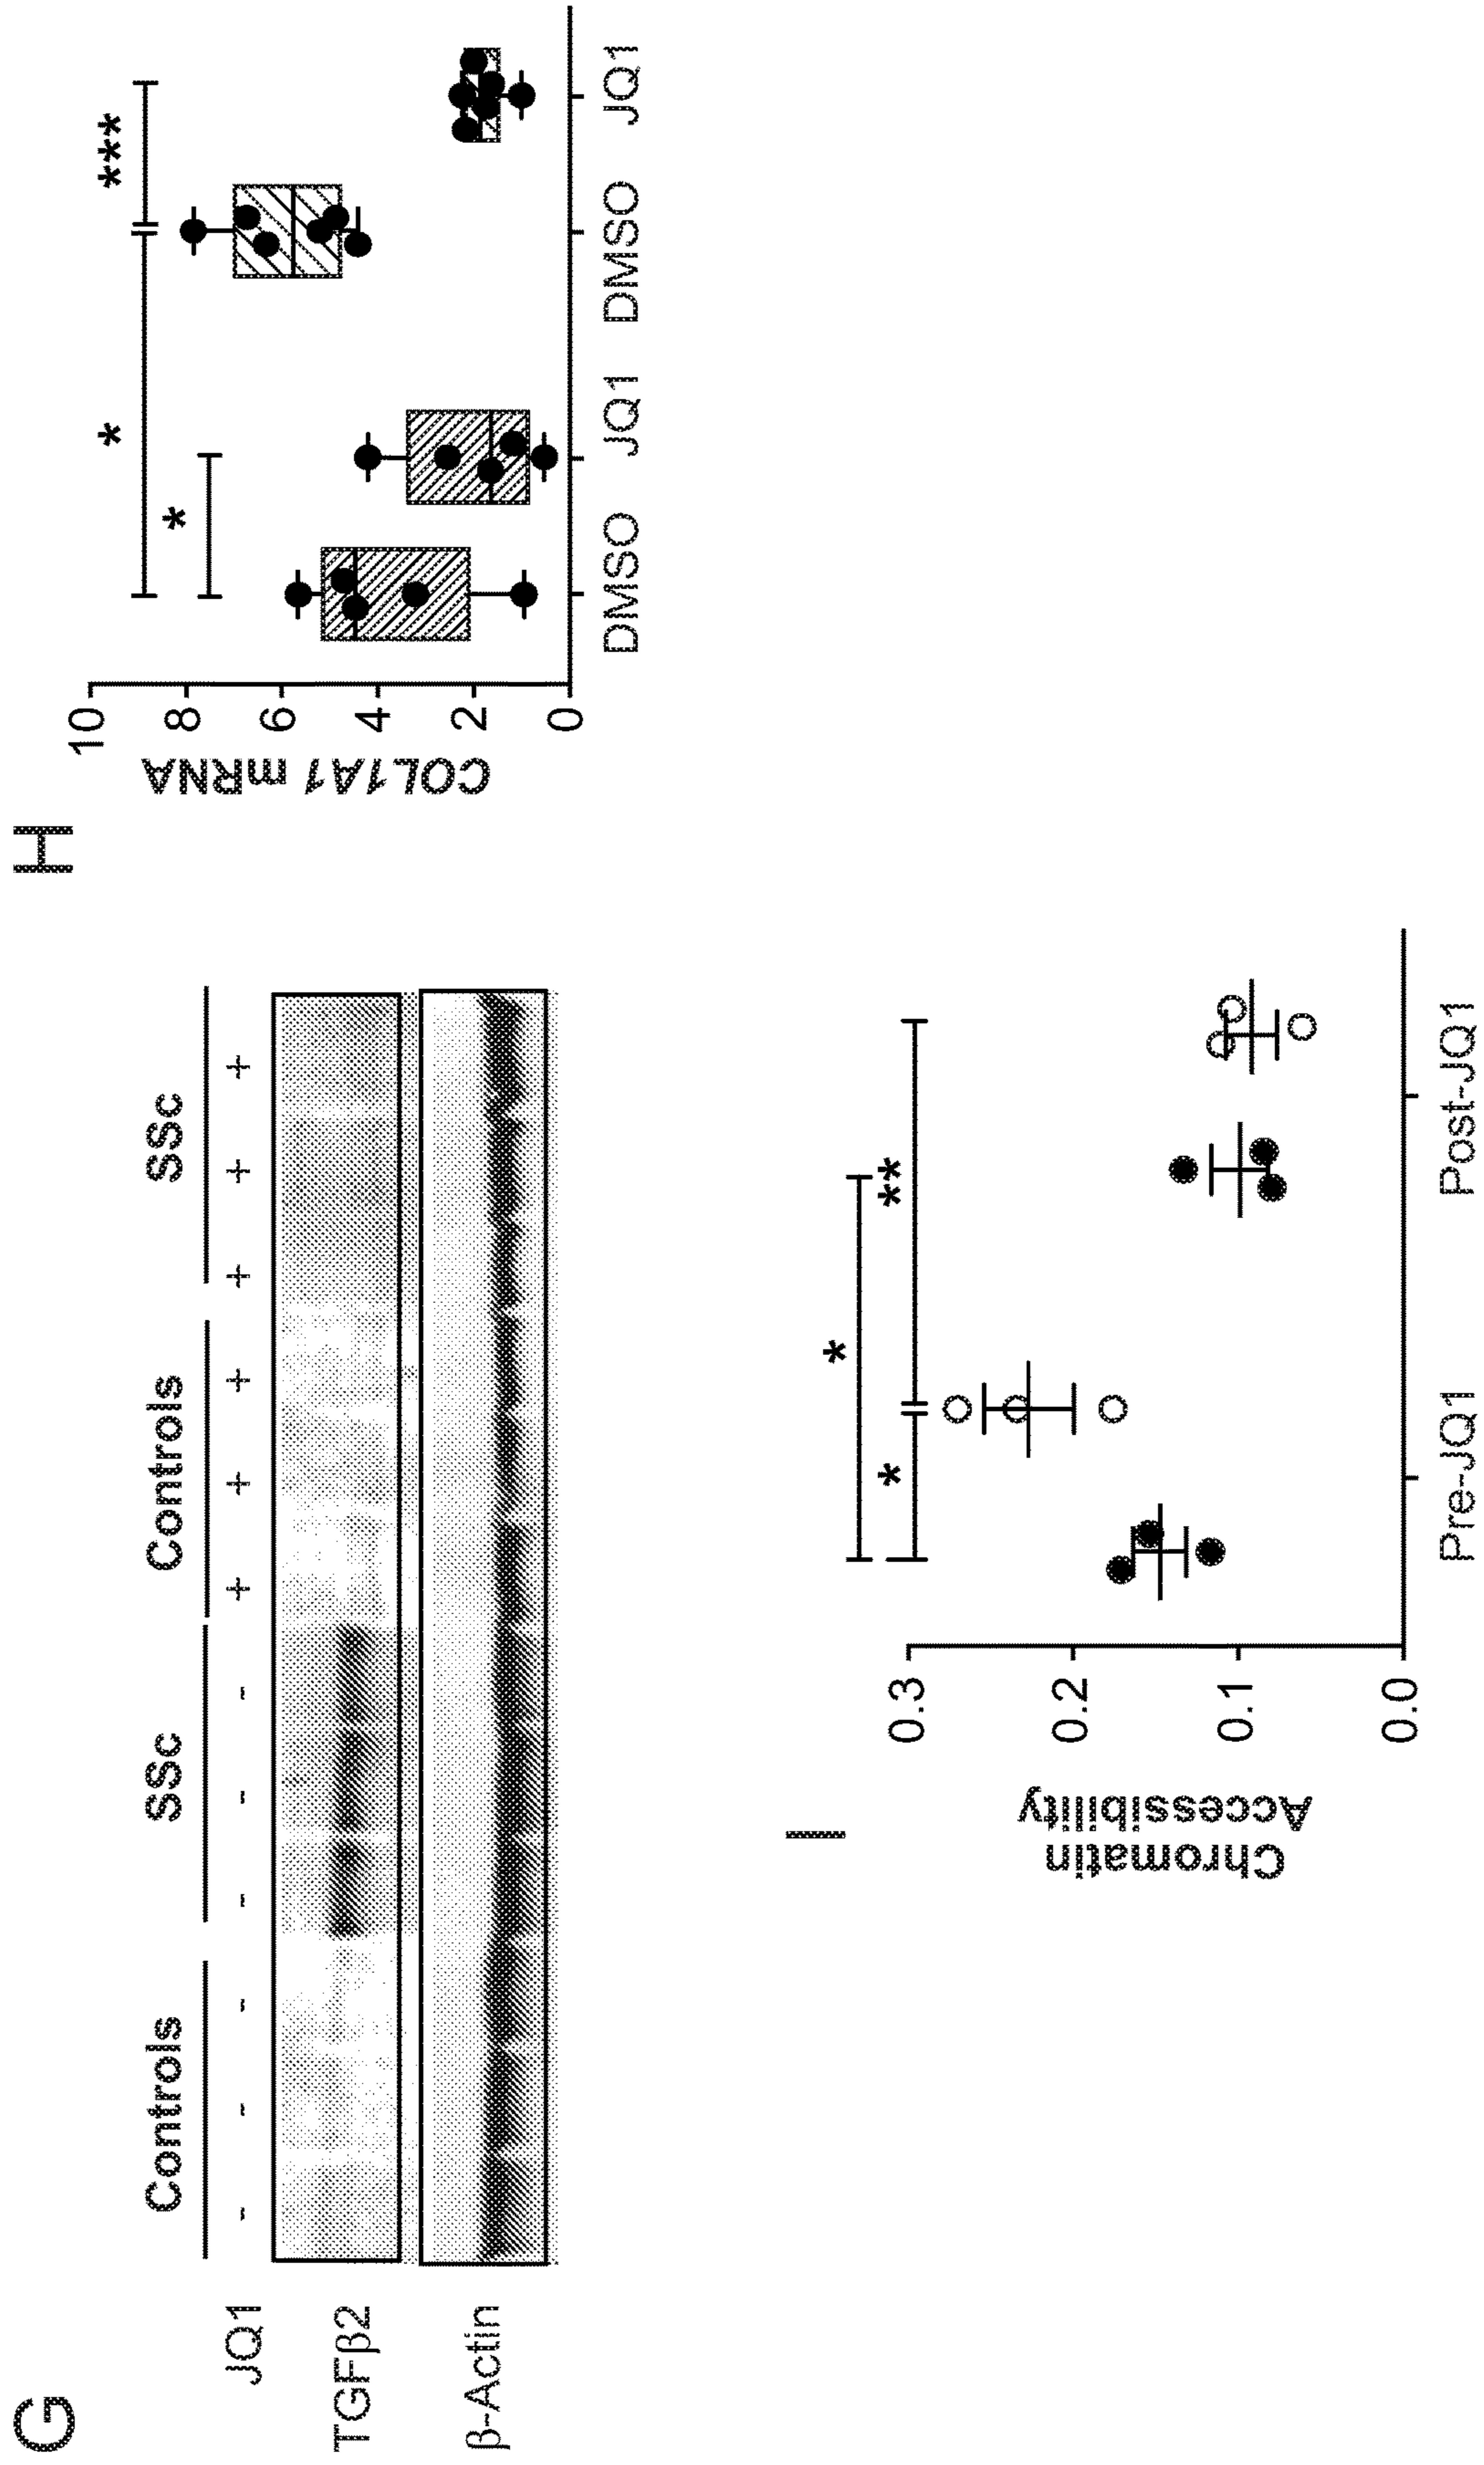 G
Controls SSc Controls SSc
JQ1 - - - - - - + + + + + +
TGFβ2
β-Actin
H
COL1A1 mRNA
10
8
6
4
2
0
* * ***
DMSO JQ1 DMSO JQ1
I
Chromatin
Accessibility
0.3
0.2
0.1
0.0
*
* **
Pre-JQ1 Post-JQ1